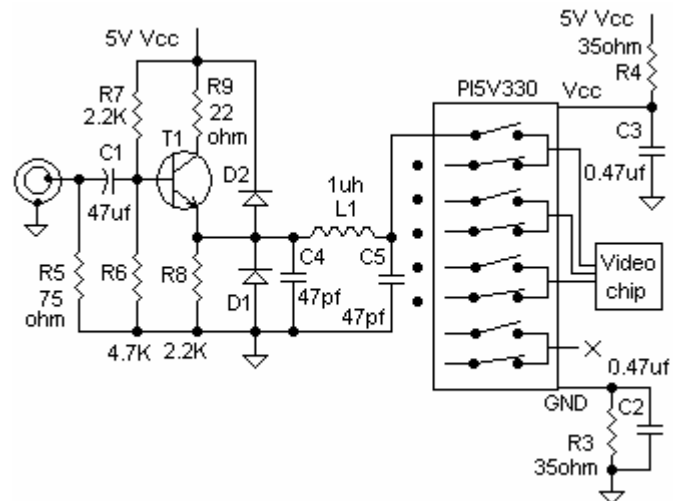 5V Vcc
35ohm
R4
5V Vcc
R7
2.2K
R9
22
ohm
PI5V330
Vcc
C3
0.47uf
T1
C1
47uf
D2
1uh
L1
R5
75
ohm
R6
R8
D1
C4
47pf
C5
47pf
Video
chip
4.7K
2.2K
0.47uf
GND
C2
R3
35ohm